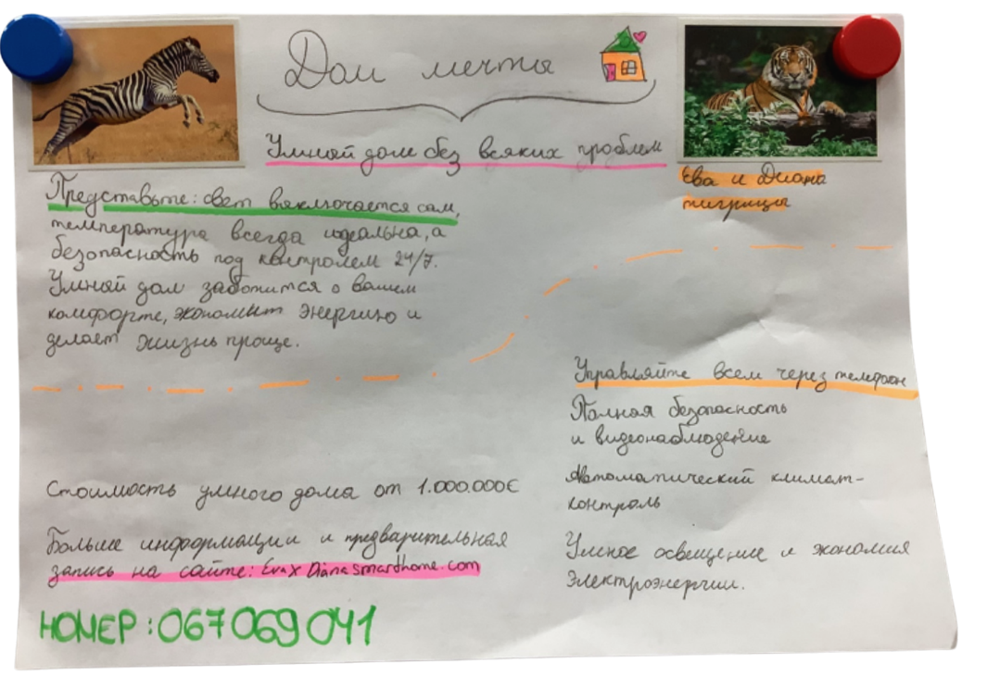 Дом мечты
Умный дом без всяких проблем
Ева и Диана
тигрицы
Представьте: свет включается сам,
температура всегда идеальна, а
безопасность под контролем 24/7.
Умный дом заботится о вашем
комфорте, экономит энергию и
делает жизнь проще.
Управляйте всем через телефон
Полная безопасность
и видеонаблюдение
Автоматический климат-
контроль
Умное освещение и экономия
электроэнергии.
Стоимость умного дома от 1.000.000€
Больше информации и предварительная
запись на сайте: EvaXDianasmarthome.com
НОМЕР: 067 069 041